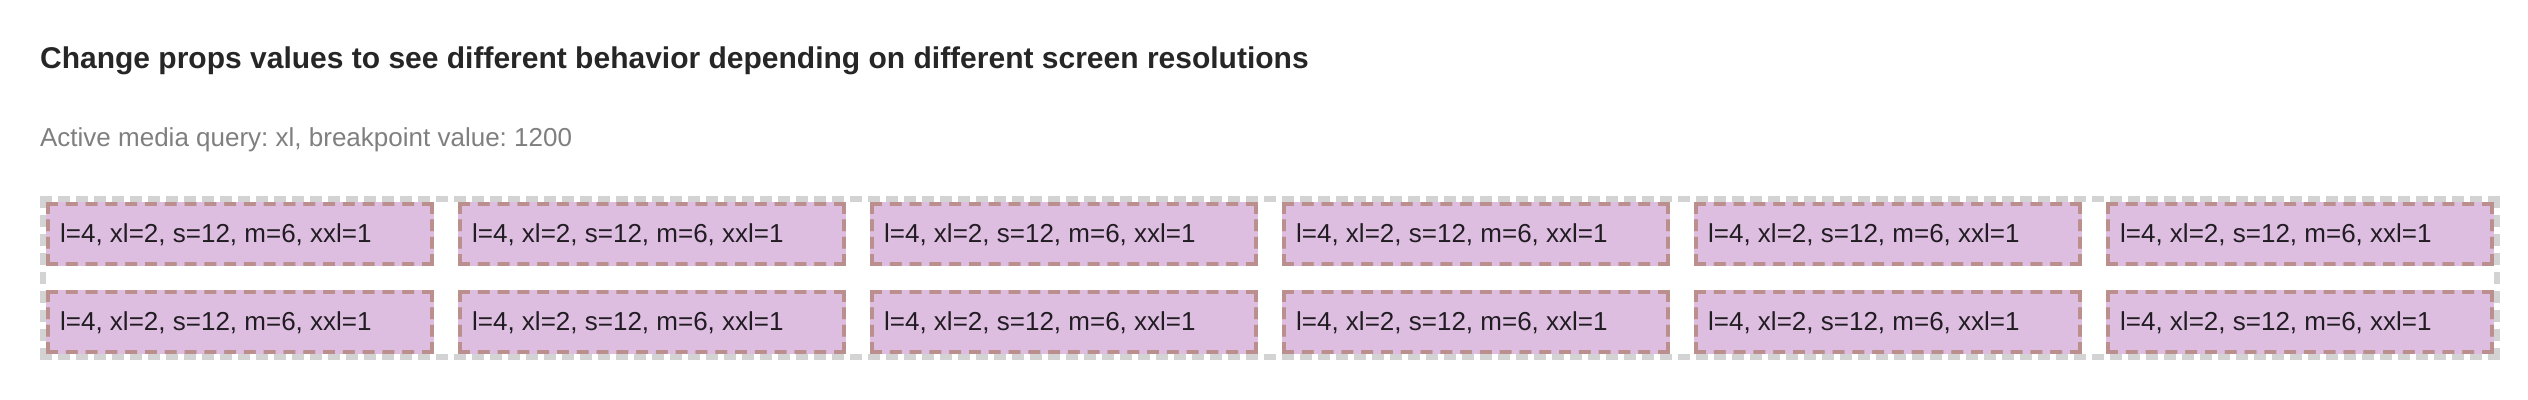 Change props values to see different behavior depending on different screen resolutions
Active media query: xl, breakpoint value: 1200
l=4, xl=2, s=12, m=6, xxl=1 l=4, xl=2, s=12, m=6, xxl=1 l=4, xl=2, s=12, m=6, xxl=1 l=4, xl=2, s=12, m=6, xxl=1 l=4, xl=2, s=12, m=6, xxl=1 l=4, xl=2, s=12, m=6, xxl=1
l=4, xl=2, s=12, m=6, xxl=1 l=4, xl=2, s=12, m=6, xxl=1 l=4, xl=2, s=12, m=6, xxl=1 l=4, xl=2, s=12, m=6, xxl=1 l=4, xl=2, s=12, m=6, xxl=1 l=4, xl=2, s=12, m=6, xxl=1